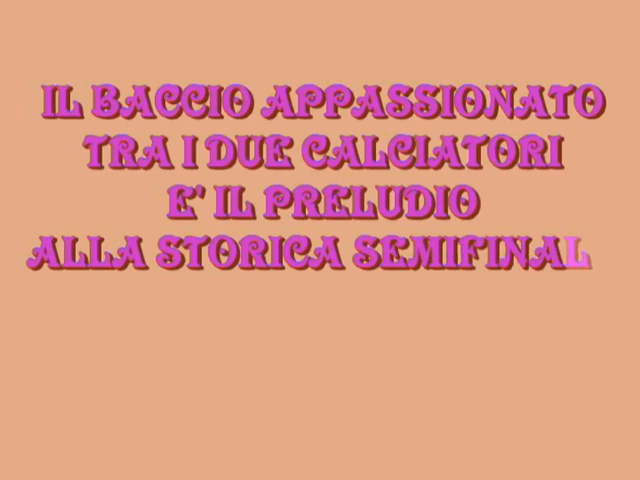 IL BACCIO APPASSIONATO
TRA I DUE CALCIATORI
E' IL PRELUDIO
ALLA STORICA SEMIFINAL